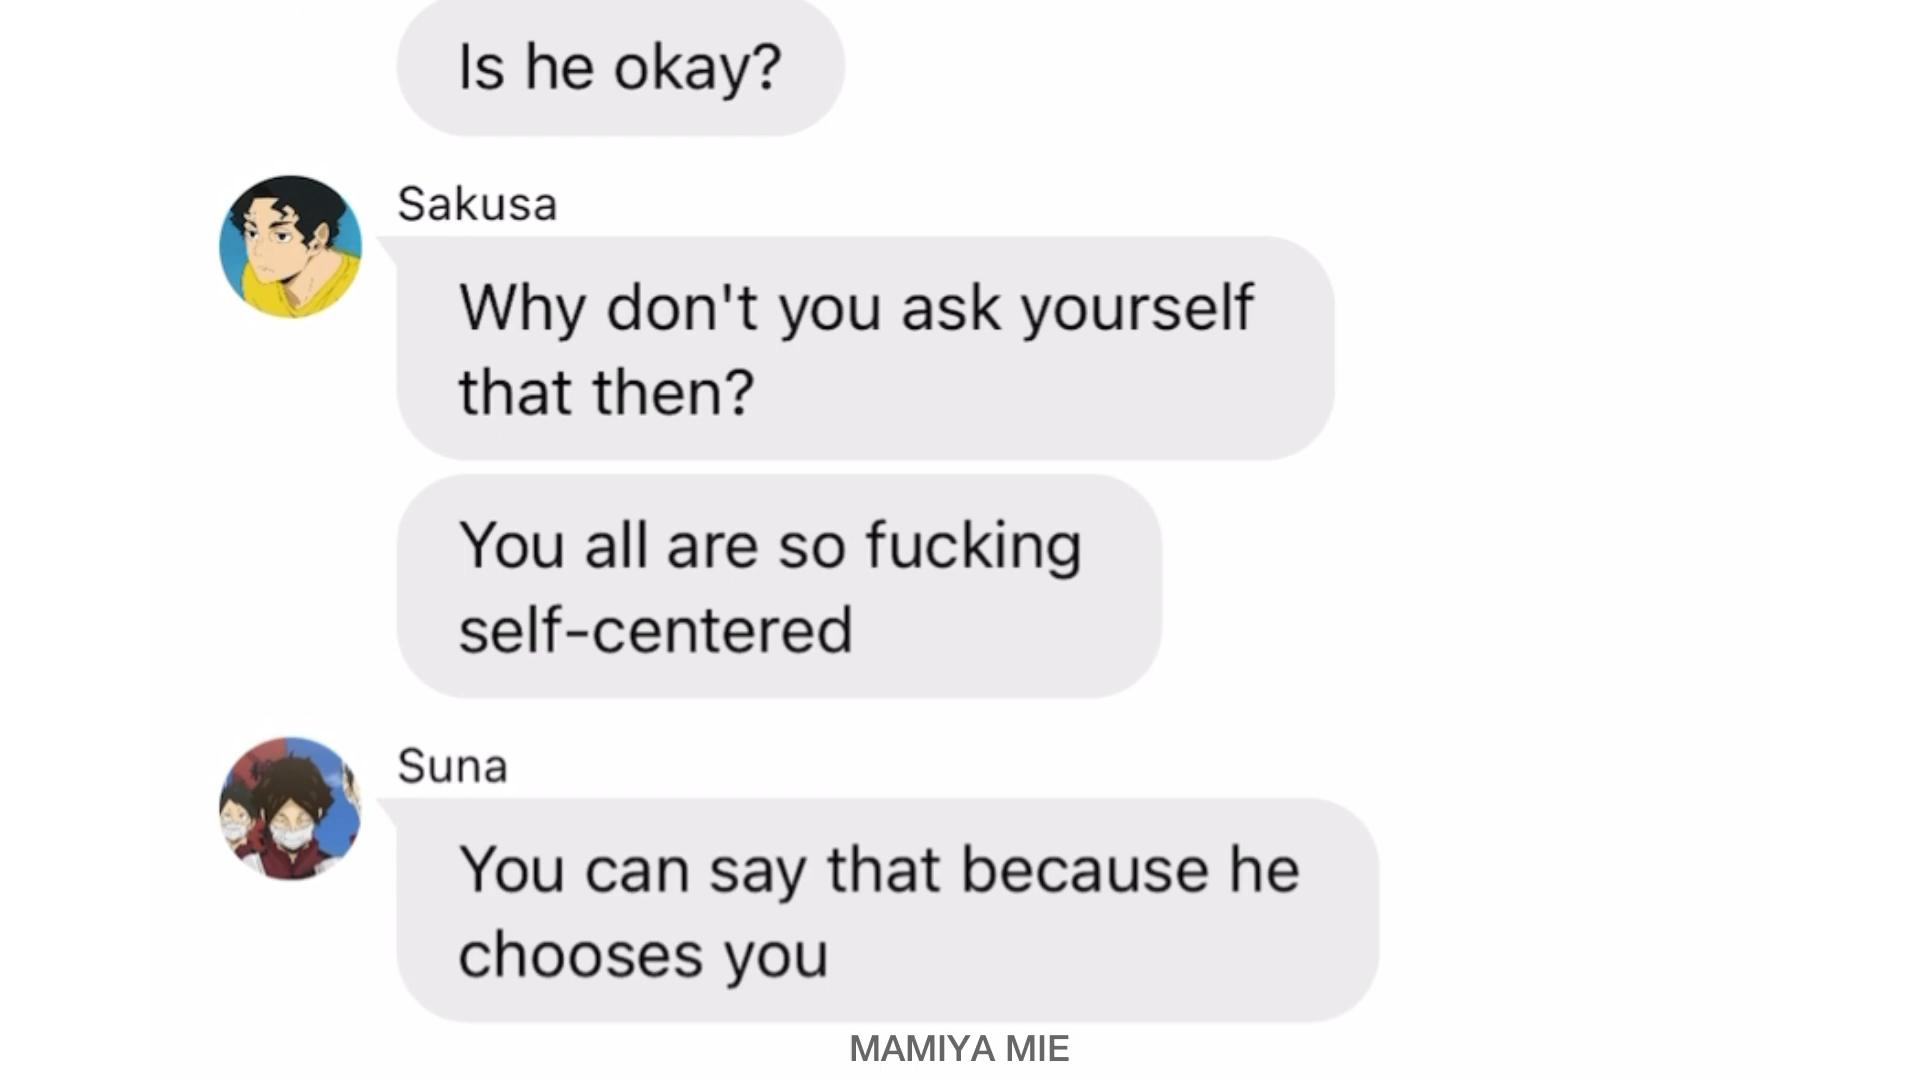 Is he okay?
Sakusa
Why don't you ask yourself
that then?
You all are so fucking
self-centered
Suna
You can say that because he
chooses you
MAMIYA MIE